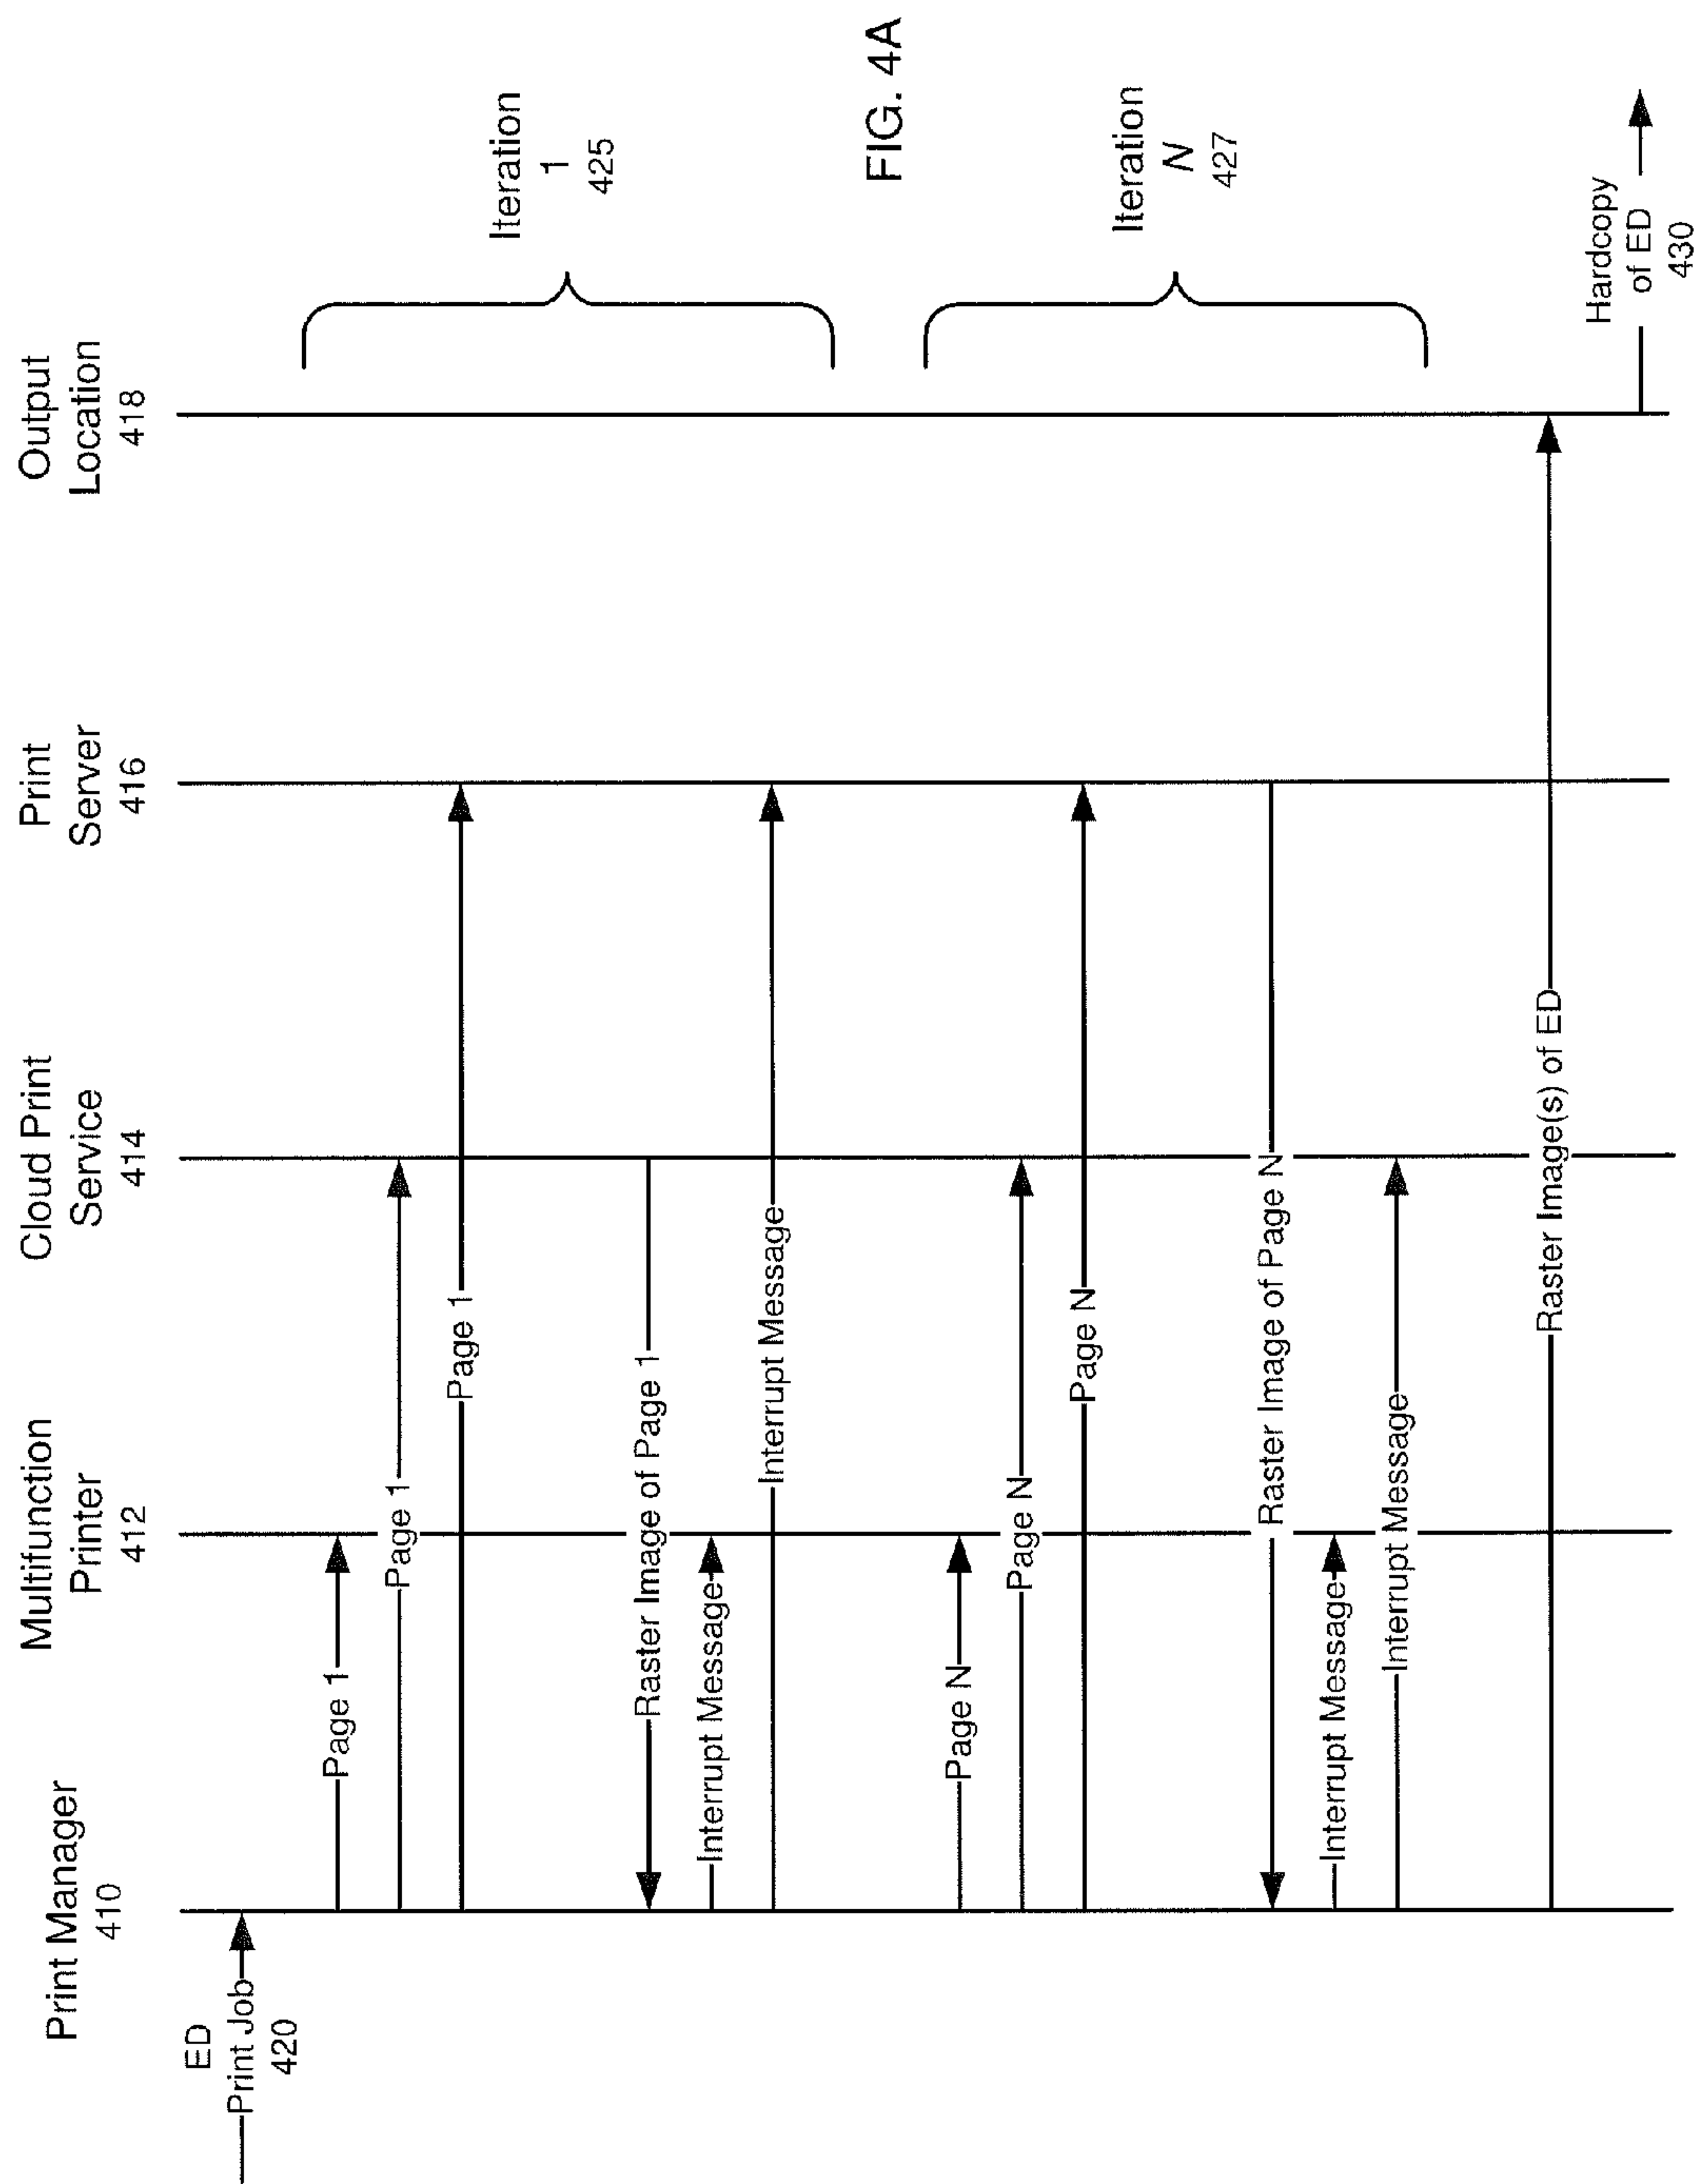 Print Manager
410
Multifunction
Printer
412
Cloud Print
Service
414
Print
Server
416
Output
Location
418
ED
Print Job
420
Page 1
Page 1
Page 1
Raster Image of Page 1
Interrupt Message
Interrupt Message
Iteration
1
425
Page N
Page N
Page N
Raster Image of Page N
Interrupt Message
Interrupt Message
Iteration
N
427
Raster Image(s) of ED
Hardcopy
of ED
430
FIG. 4A